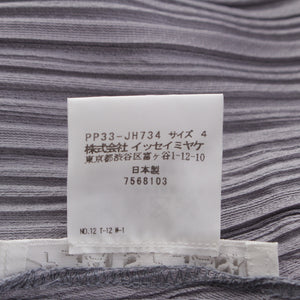 PP33-JH734 サイズ 4
株式会社 イッセイミヤケ
東京都渋谷区富ヶ谷1-12-10
日本製
7568103
NO.12 T-12 W-1